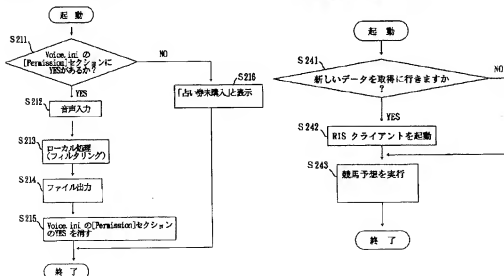 起 動
S211
Voice.ini の
[Permission]セクションに
YESがあるか?
NO
YES
S212
音声入力
S213
ローカル処理
(フィルタリング)
S214
ファイル出力
S215
Voice.ini の[Permission]セクション
のYES を消す
S216
「占い券未購入」と表示
終 了
起 動
S241
新しいデータを取得に行きますか
?
NO
YES
S242
RIS クライアントを起動
S243
競馬予想を実行
終 了